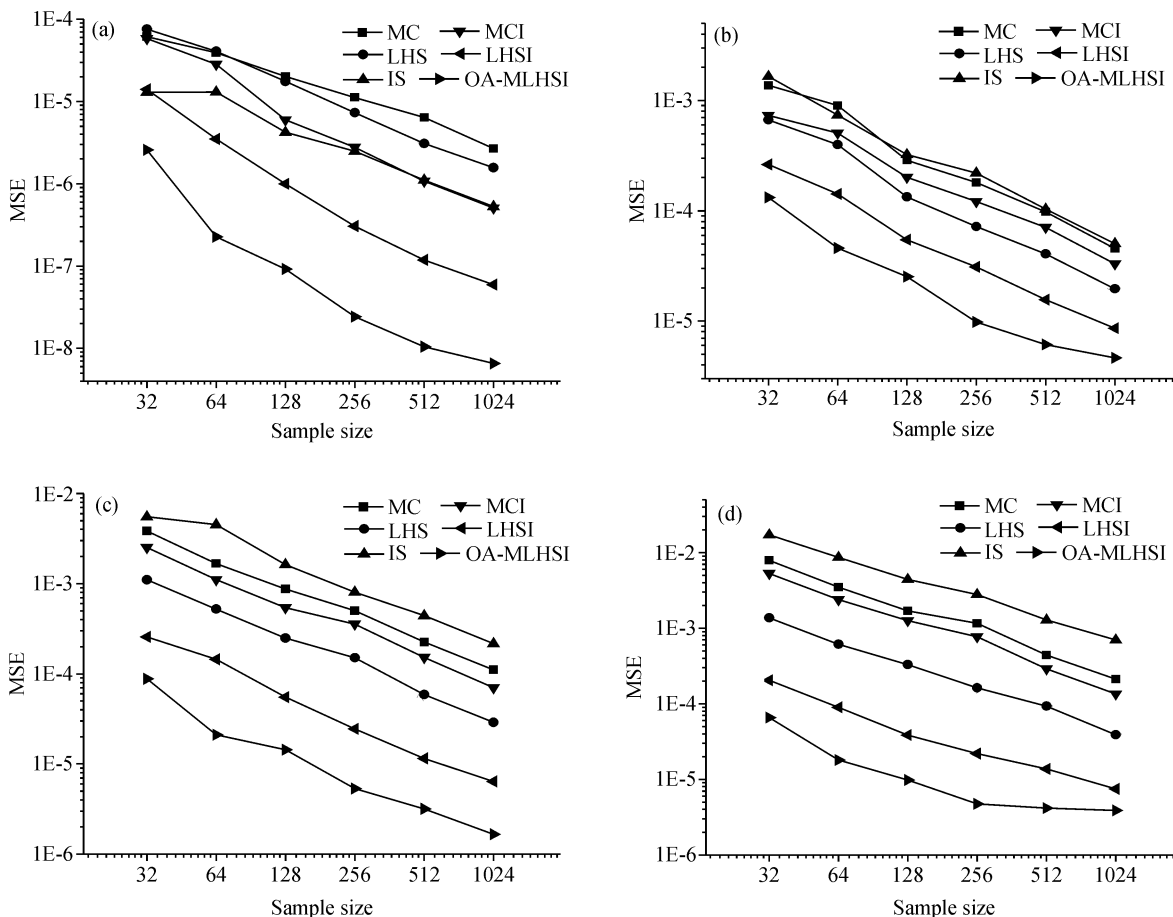 (a)
MC MCI
LHS LHSI
IS OA-MLHSI
1E-4
1E-5
1E-6
1E-7
1E-8
MSE
32 64 128 256 512 1024
Sample size
(b)
MC MCI
LHS LHSI
IS OA-MLHSI
1E-3
1E-4
1E-5
MSE
32 64 128 256 512 1024
Sample size
(c)
MC MCI
LHS LHSI
IS OA-MLHSI
1E-2
1E-3
1E-4
1E-5
1E-6
MSE
32 64 128 256 512 1024
Sample size
(d)
MC MCI
LHS LHSI
IS OA-MLHSI
1E-2
1E-3
1E-4
1E-5
1E-6
MSE
32 64 128 256 512 1024
Sample size